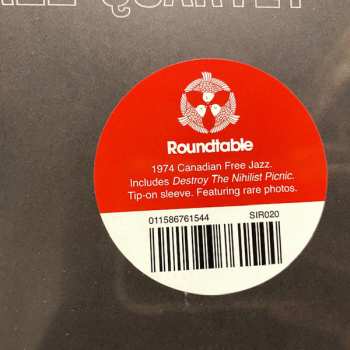 QUARTET
Roundtable
1974 Canadian Free Jazz.
Includes Destroy The Nihilist Picnic.
Tip-on sleeve. Featuring rare photos.
011586761544 SIR020